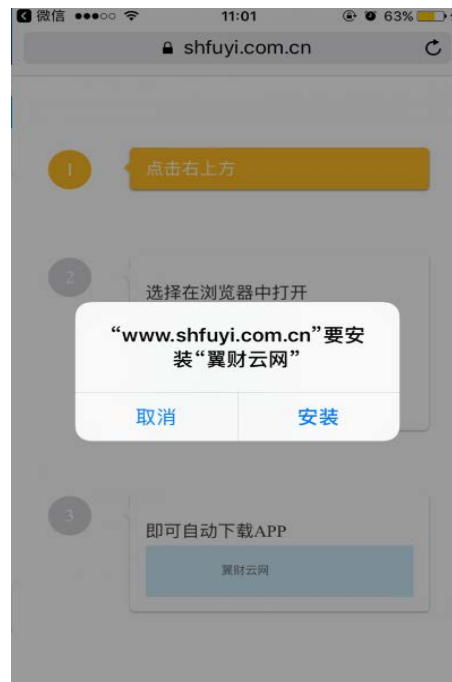 微信 11:01 63%
shfuyi.com.cn
1 点击右上方
2
选择在浏览器中打开
“www.shfuyi.com.cn”要安
装“翼财云网”
取消 安装
3
即可自动下载APP
翼财云网